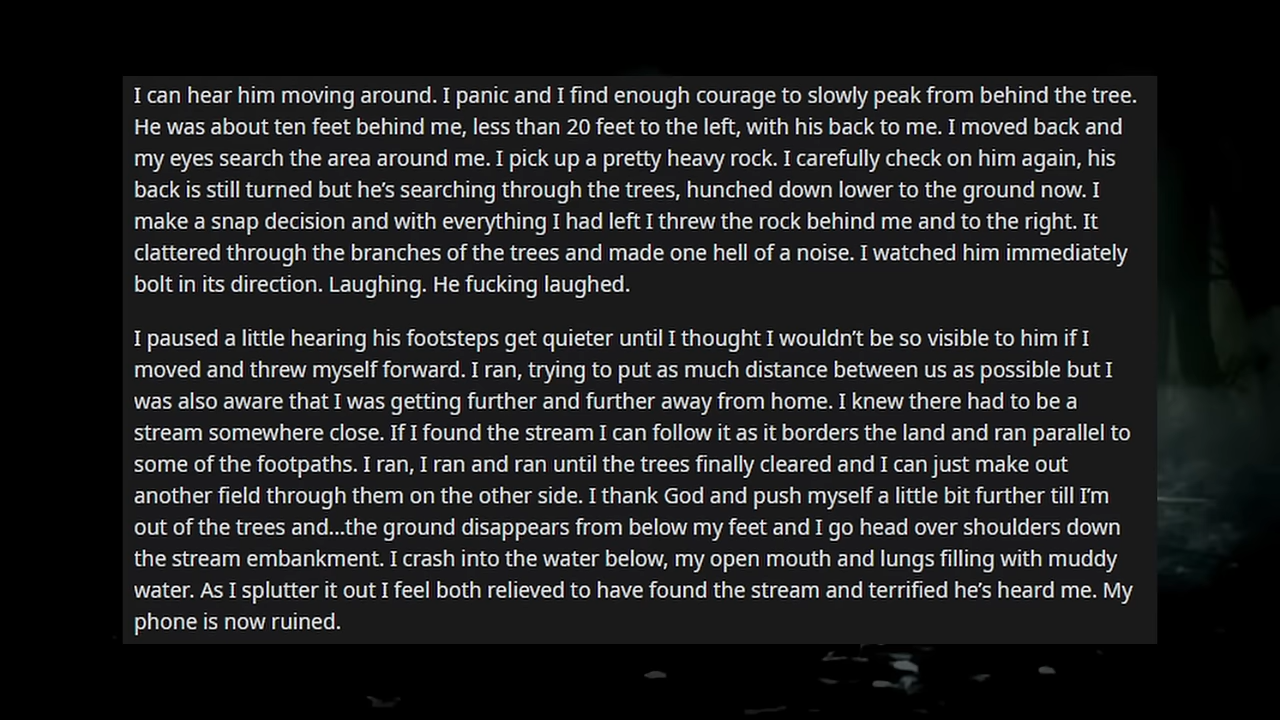 I can hear him moving around. I panic and I find enough courage to slowly peak from behind the tree.
He was about ten feet behind me, less than 20 feet to the left, with his back to me. I moved back and
my eyes search the area around me. I pick up a pretty heavy rock. I carefully check on him again, his
back is still turned but he’s searching through the trees, hunched down lower to the ground now. I
make a snap decision and with everything I had left I threw the rock behind me and to the right. It
clattered through the branches of the trees and made one hell of a noise. I watched him immediately
bolt in its direction. Laughing. He fucking laughed.
I paused a little hearing his footsteps get quieter until I thought I wouldn’t be so visible to him if I
moved and threw myself forward. I ran, trying to put as much distance between us as possible but I
was also aware that I was getting further and further away from home. I knew there had to be a
stream somewhere close. If I found the stream I can follow it as it borders the land and ran parallel to
some of the footpaths. I ran, I ran and ran until the trees finally cleared and I can just make out
another field through them on the other side. I thank God and push myself a little bit further till I’m
out of the trees and...the ground disappears from below my feet and I go head over shoulders down
the stream embankment. I crash into the water below, my open mouth and lungs filling with muddy
water. As I splutter it out I feel both relieved to have found the stream and terrified he’s heard me. My
phone is now ruined.